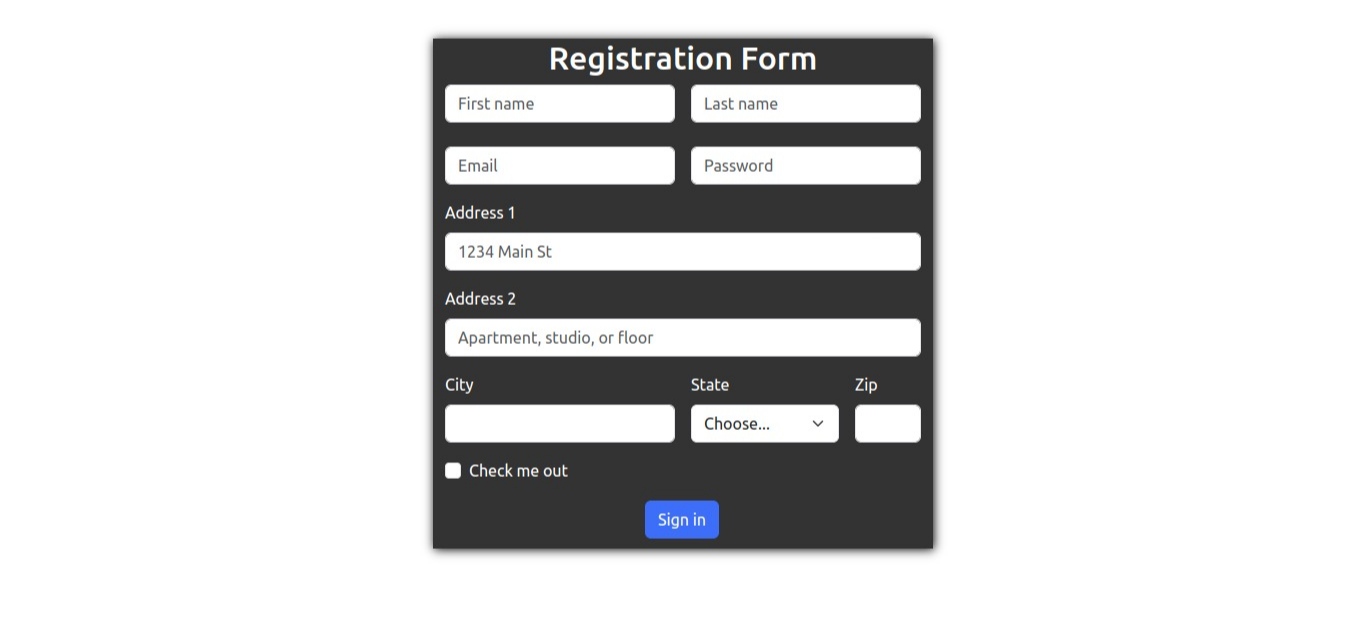 Registration Form
First name Last name
Email Password
Address 1
1234 Main St
Address 2
Apartment, studio, or floor
City State Zip
Choose...
Check me out
Sign in